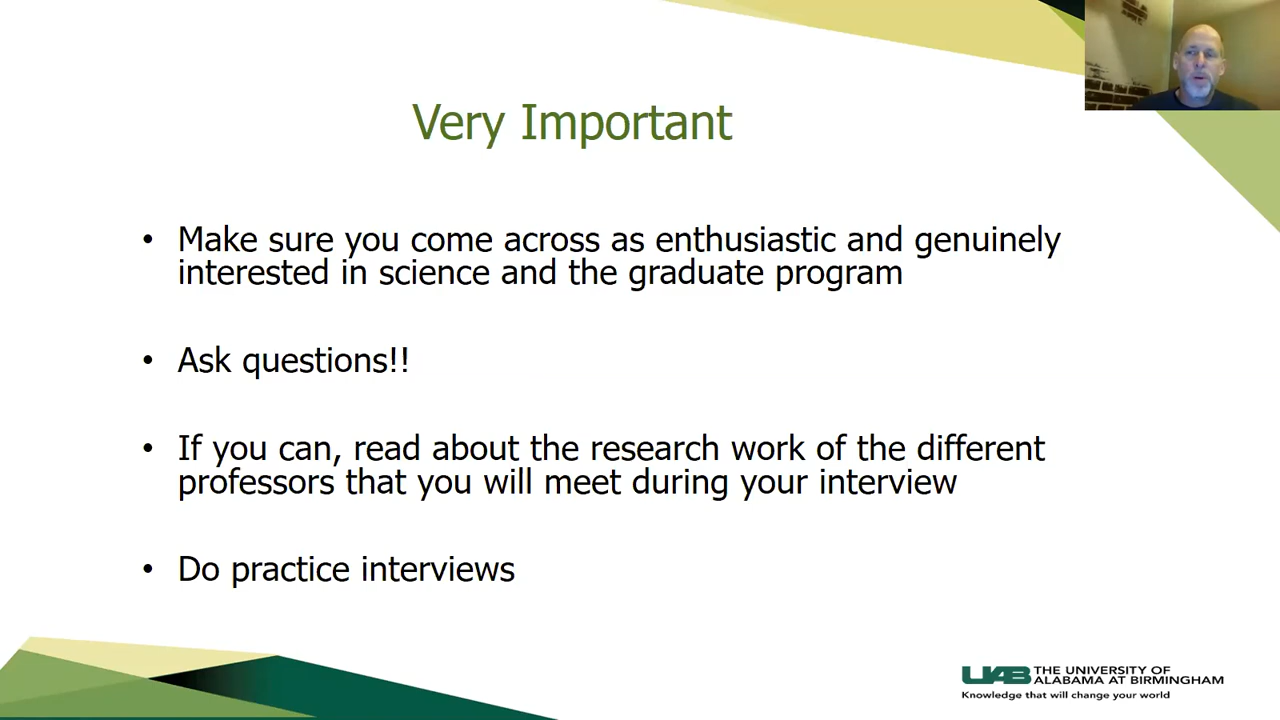 Very Important
• Make sure you come across as enthusiastic and genuinely
interested in science and the graduate program
• Ask questions!!
• If you can, read about the research work of the different
professors that you will meet during your interview
• Do practice interviews
UAB THE UNIVERSITY OF
ALABAMA AT BIRMINGHAM
Knowledge that will change your world